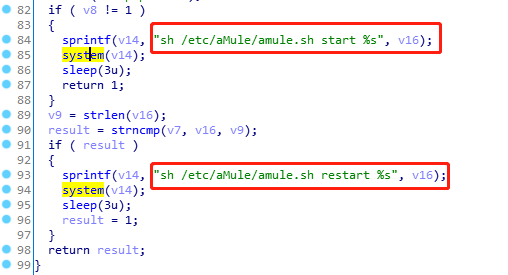 82 if ( v8 != 1 )
83 {
84 sprintf(v14, "sh /etc/aMule/amule.sh start %s", v16);
85 system(v14);
86 sleep(3u);
87 return 1;
88 }
89 v9 = strlen(v16);
90 result = strncmp(v7, v16, v9);
91 if ( result )
92 {
93 sprintf(v14, "sh /etc/aMule/amule.sh restart %s", v16);
94 system(v14);
95 sleep(3u);
96 result = 1;
97 }
98 return result;
99 }